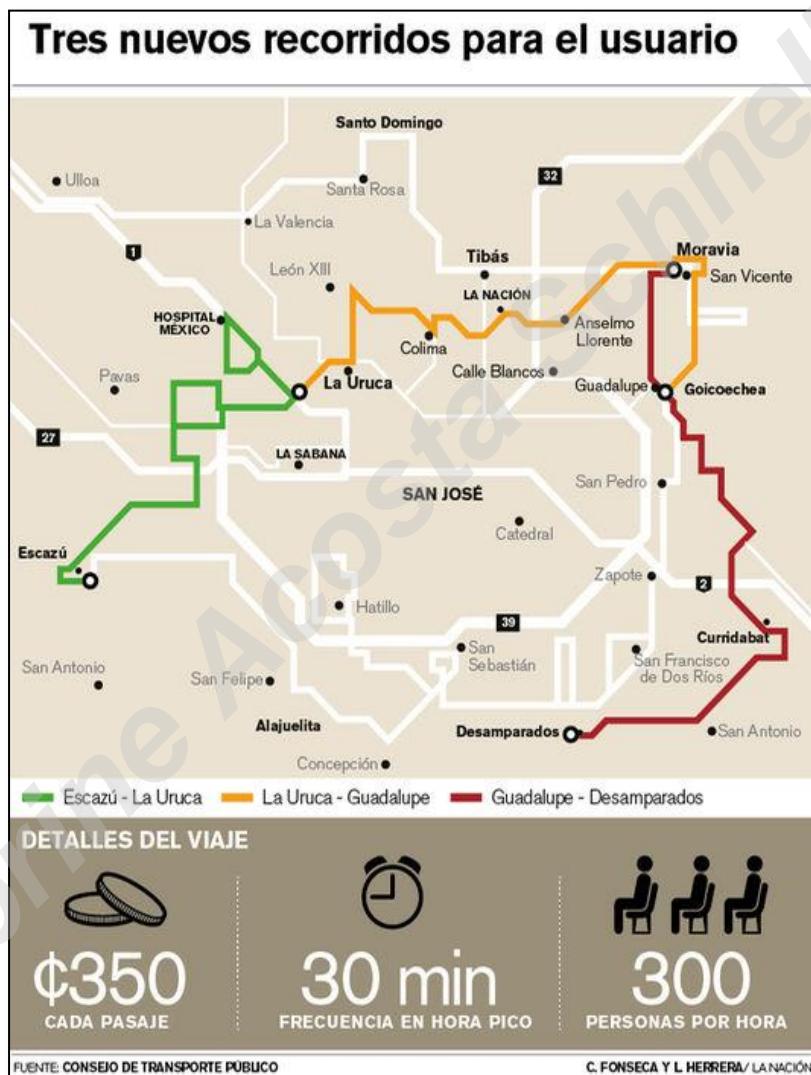 Tres nuevos recorridos para el usuario
Santo Domingo
Ulloa
Santa Rosa
32
La Valencia
1
Moravia
Tibás
León XIII
San Vicente
LA NACIÓN
HOSPITAL
MÉXICO
Anselmo
Llorente
Colima
Pavas
La Uruca
Calle Blancos
Guadalupe
Goicoechea
27
LA SABANA
SAN JOSÉ
San Pedro
Catedral
Escazú
Zapote
2
Hatillo
39
Curridabat
San
Sebastián
San Francisco
de Dos Ríos
San Antonio
San Felipe
Alajuelita
Desamparados
San Antonio
Concepción
Escazú - La Uruca
La Uruca - Guadalupe
Guadalupe - Desamparados
DETALLES DEL VIAJE
₡350
CADA PASAJE
30 min
FRECUENCIA EN HORA PICO
300
PERSONAS POR HORA
FUENTE: CONSEJO DE TRANSPORTE PÚBLICO
C. FONSECA Y L. HERRERA / LA NACIÓN
Acosta